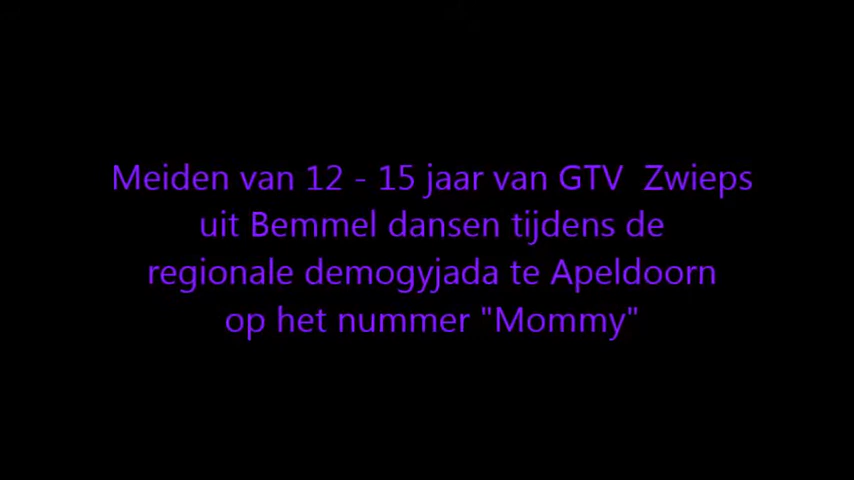 Meiden van 12 - 15 jaar van GTV  Zwieps
uit Bemmel dansen tijdens de
regionale demogyjada te Apeldoorn
op het nummer "Mommy"